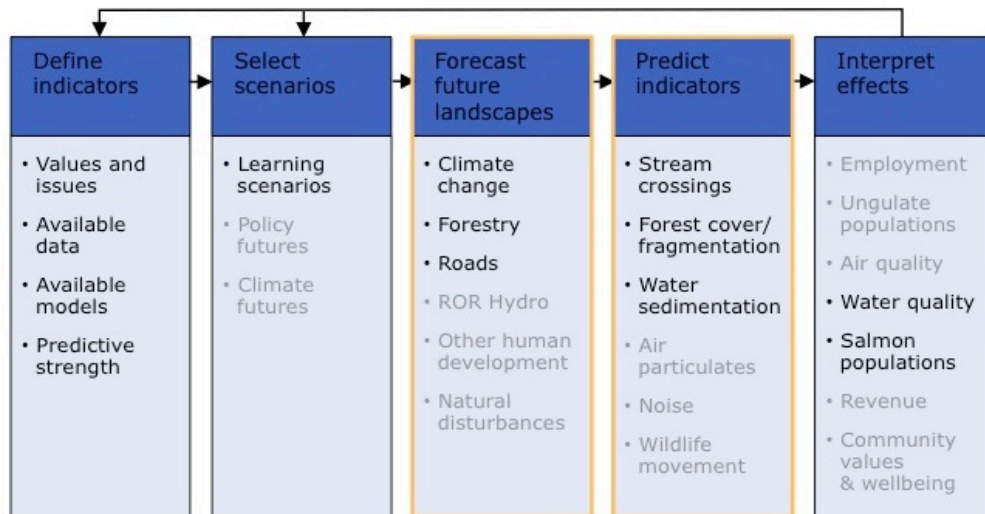 Define
indicators
• Values and
issues
• Available
data
• Available
models
• Predictive
strength
Select
scenarios
• Learning
scenarios
• Policy
futures
• Climate
futures
Forecast
future
landscapes
• Climate
change
• Forestry
• Roads
• ROR Hydro
• Other human
development
• Natural
disturbances
Predict
indicators
• Stream
crossings
• Forest cover/
fragmentation
• Water
sedimentation
• Air
particulates
• Noise
• Wildlife
movement
Interpret
effects
• Employment
• Ungulate
populations
• Air quality
• Water quality
• Salmon
populations
• Revenue
• Community
values
& wellbeing